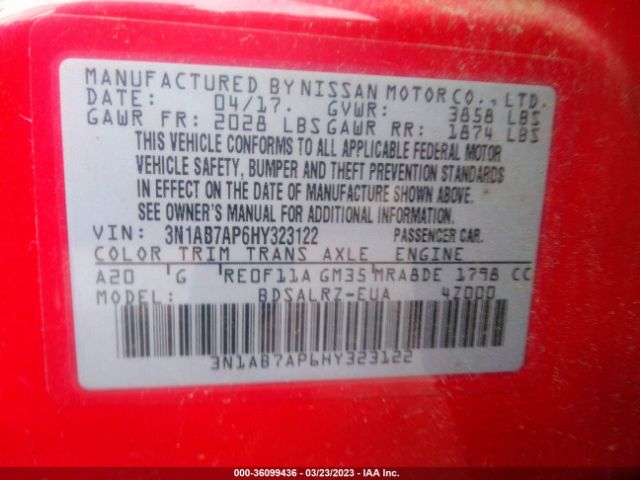 MANUFACTURED BY NISSAN MOTOR CO., LTD.
DATE: 04/17. GVWR: 3858 LBS
GAWR FR: 2028 LBS GAWR RR: 1874 LBS
THIS VEHICLE CONFORMS TO ALL APPLICABLE FEDERAL MOTOR
VEHICLE SAFETY, BUMPER AND THEFT PREVENTION STANDARDS
IN EFFECT ON THE DATE OF MANUFACTURE SHOWN ABOVE.
SEE OWNER'S MANUAL FOR ADDITIONAL INFORMATION.
VIN: 3N1AB7AP6HY323122 PASSENGER CAR.
COLOR TRIM TRANS AXLE ENGINE
A20 G RE0F11A GM35 MRA8DE 1798 CC
MODEL: BDSALRZ-EUA 47000
3N1AB7AP6HY323122
000-36099436 - 03/23/2023 - IAA Inc.